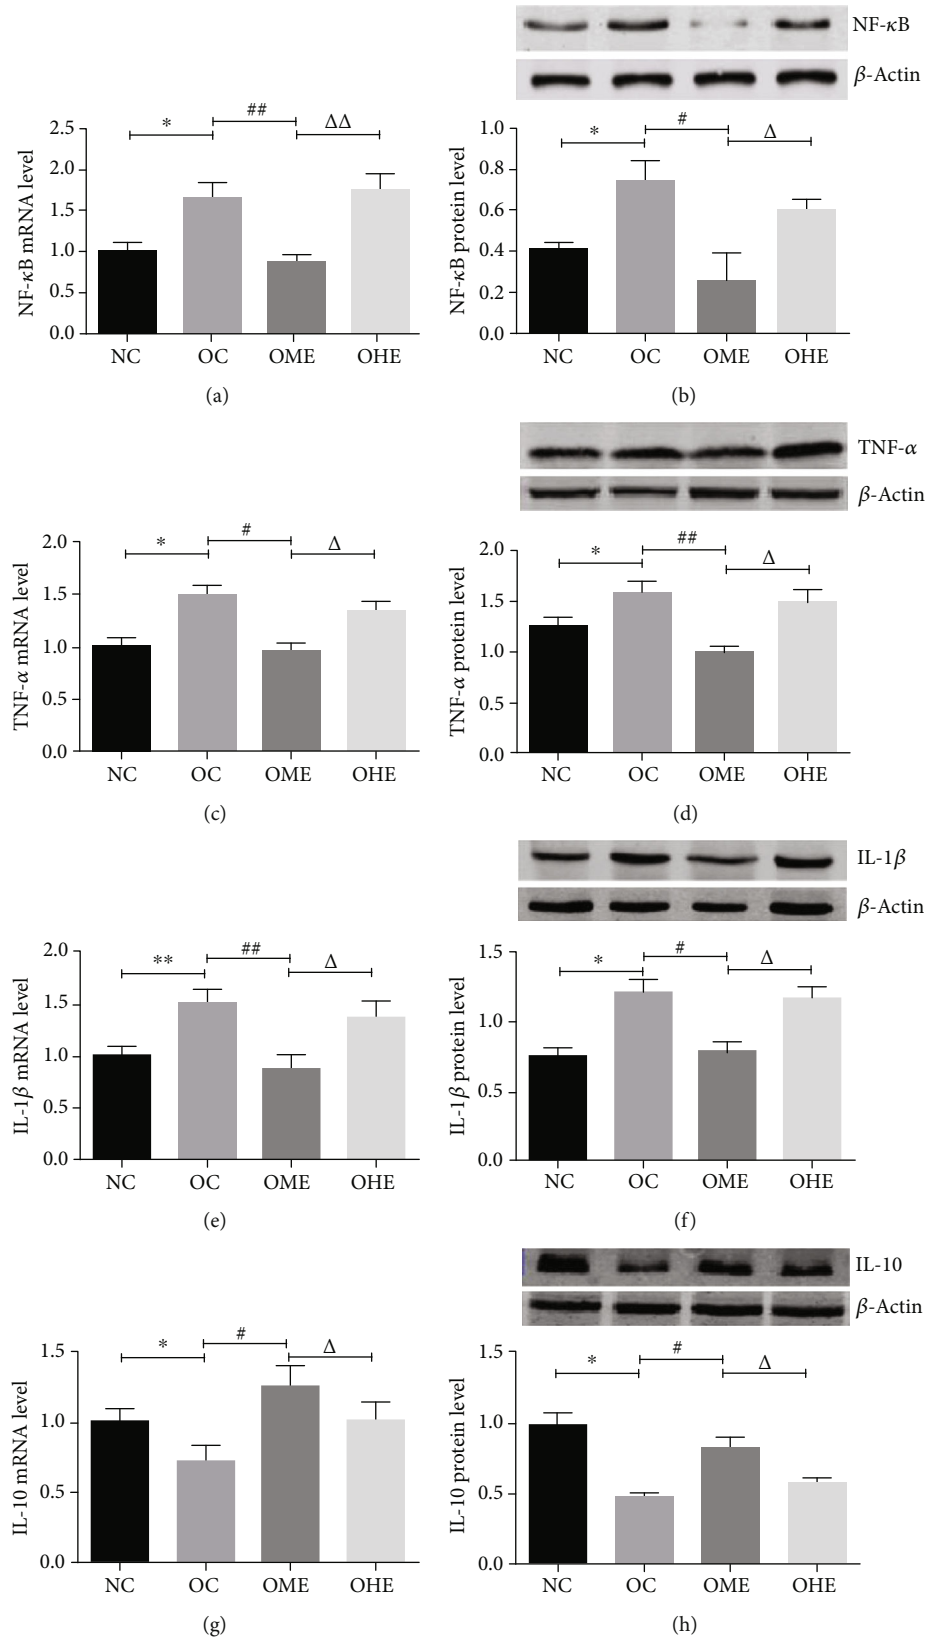 NF-κB
β-Actin
* ## ΔΔ
2.5
2.0
1.5
1.0
0.5
0.0
NF-κB mRNA level
NC OC OME OHE
(a)
* # Δ
1.0
0.8
0.6
0.4
0.2
0.0
NF-κB protein level
NC OC OME OHE
(b)
TNF-α
β-Actin
* # Δ
2.0
1.5
1.0
0.5
0.0
TNF-α mRNA level
NC OC OME OHE
(c)
* ## Δ
2.0
1.5
1.0
0.5
0.0
TNF-α protein level
NC OC OME OHE
(d)
IL-1β
β-Actin
** ## Δ
2.0
1.5
1.0
0.5
0.0
IL-1β mRNA level
NC OC OME OHE
(e)
* # Δ
1.5
1.0
0.5
0.0
IL-1β protein level
NC OC OME OHE
(f)
IL-10
β-Actin
* # Δ
1.5
1.0
0.5
0.0
IL-10 mRNA level
NC OC OME OHE
(g)
* # Δ
1.5
1.0
0.5
0.0
IL-10 protein level
NC OC OME OHE
(h)